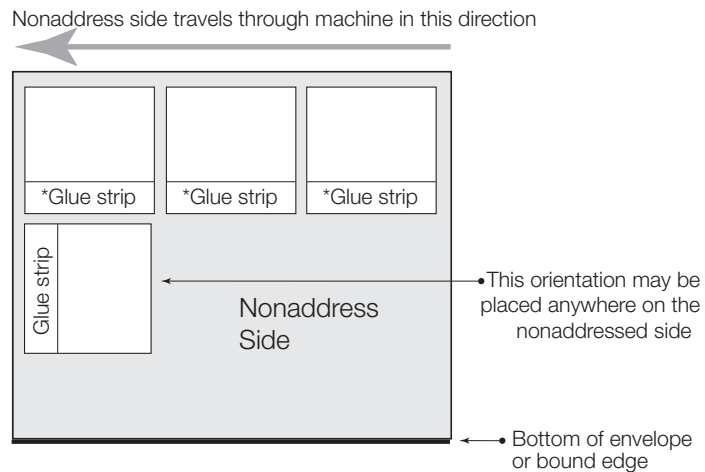 Nonaddress side travels through machine in this direction
*Glue strip
*Glue strip
*Glue strip
Glue strip
This orientation may be
placed anywhere on the
nonaddressed side
Nonaddress
Side
Bottom of envelope
or bound edge